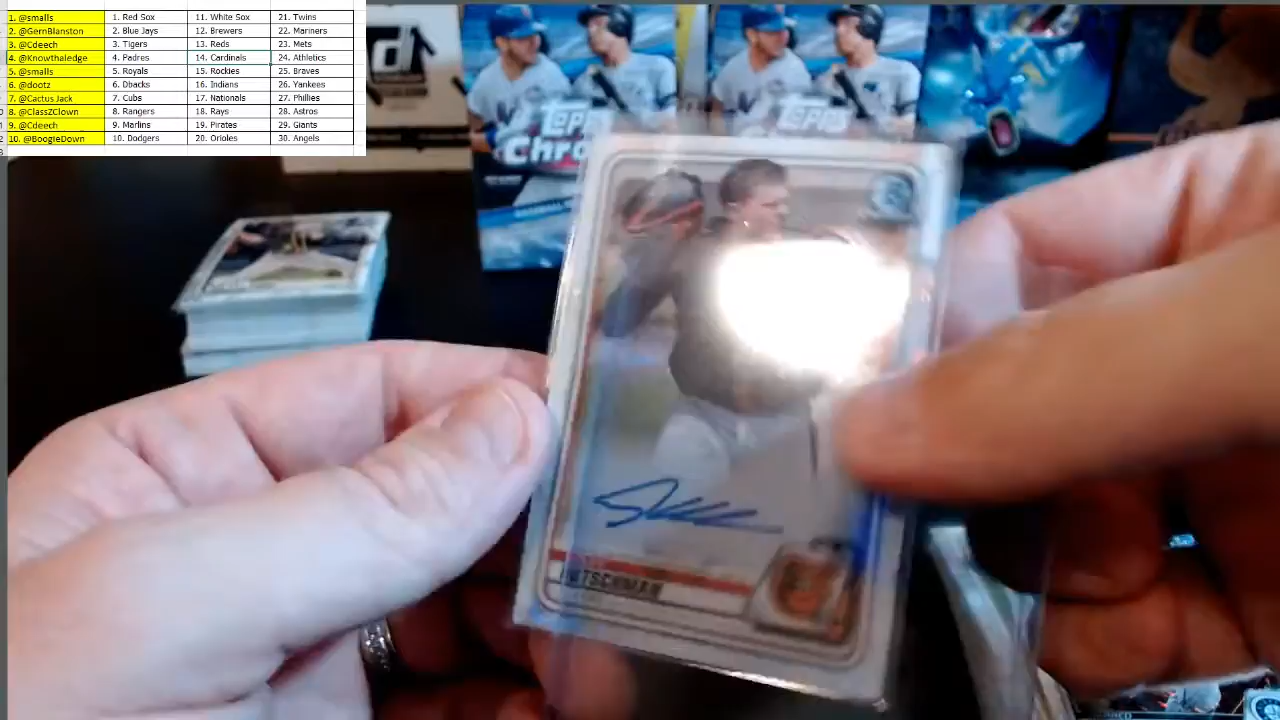 1. @smalls 1. Red Sox 11. White Sox 21. Twins
2. @GernBlanston 2. Blue Jays 12. Brewers 22. Mariners
3. @Cdeech 3. Tigers 13. Reds 23. Mets
4. @Knowthaledge 4. Padres 14. Cardinals 24. Athletics
5. @smalls 5. Royals 15. Rockies 25. Braves
6. @dootz 6. Dbacks 16. Indians 26. Yankees
7. @Cactus Jack 7. Cubs 17. Nationals 27. Phillies
8. @ClassZClown 8. Rangers 18. Rays 28. Astros
9. @Cdeech 9. Marlins 19. Pirates 29. Giants
10. @BoogieDown 10. Dodgers 20. Orioles 30. Angels
Topps Topps
Chro